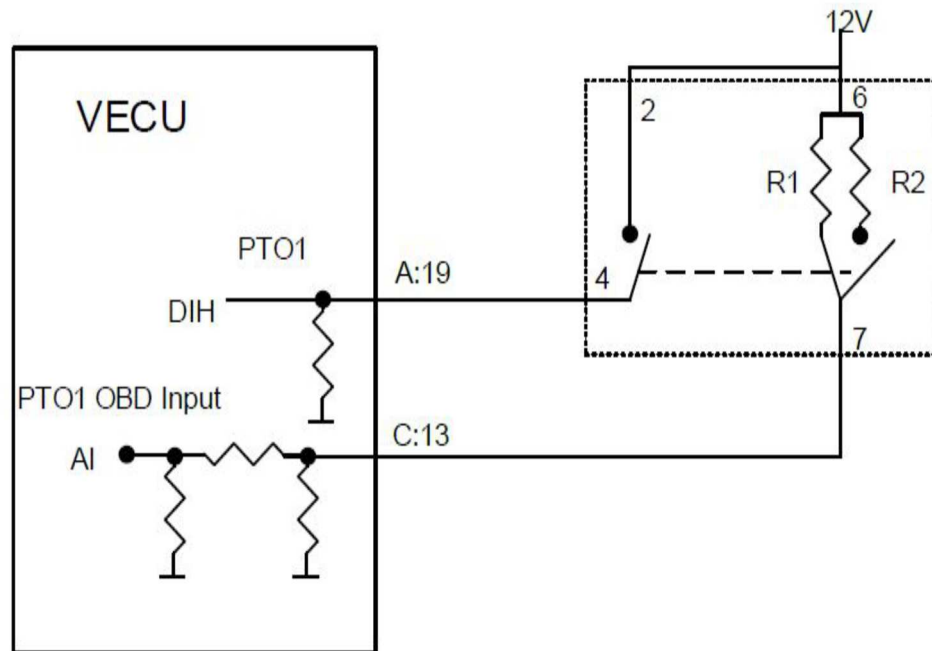 12V
VECU
2
6
R1
R2
PTO1
A:19
4
DIH
7
PTO1 OBD Input
C:13
AI